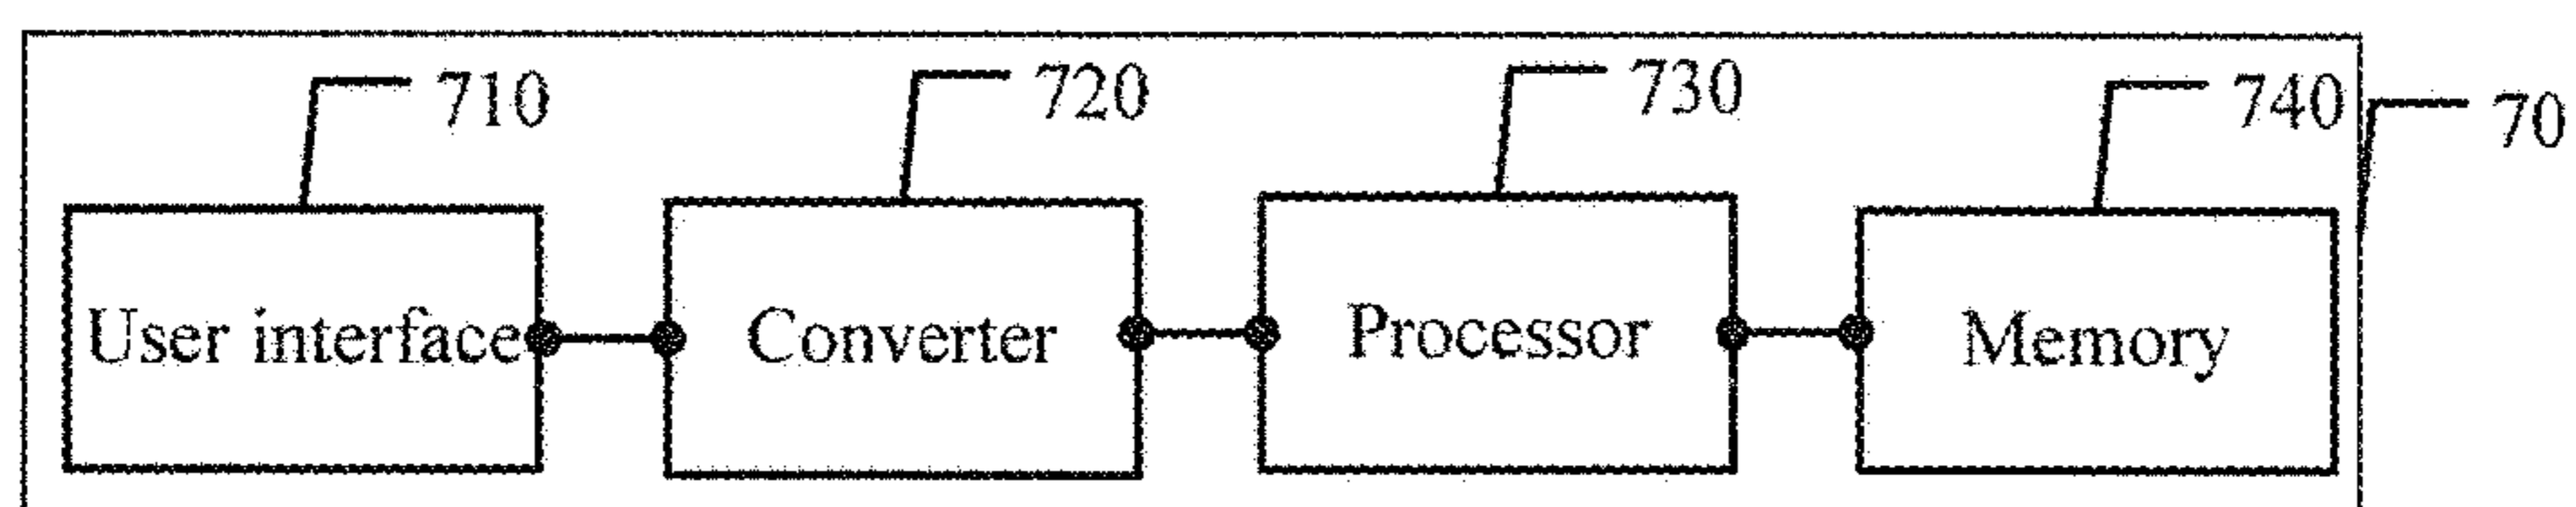 710
720
730
740
70
User interface
Converter
Processor
Memory